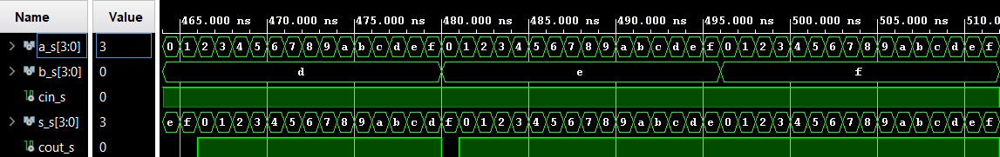 Name Value 465.000 ns 470.000 ns 475.000 ns 480.000 ns 485.000 ns 490.000 ns 495.000 ns 500.000 ns 505.000 ns 510.0
a_s[3:0] 3 0 1 2 3 4 5 6 7 8 9 a b c d e f 0 1 2 3 4 5 6 7 8 9 a b c d e f 0 1 2 3 4 5 6 7 8 9 a b c d e f
b_s[3:0] 0 d e f
cin_s 0
s_s[3:0] 3 e f 0 1 2 3 4 5 6 7 8 9 a b c d f 0 1 2 3 4 5 6 7 8 9 a b c d e 0 1 2 3 4 5 6 7 8 9 a b c d e f
cout_s 0